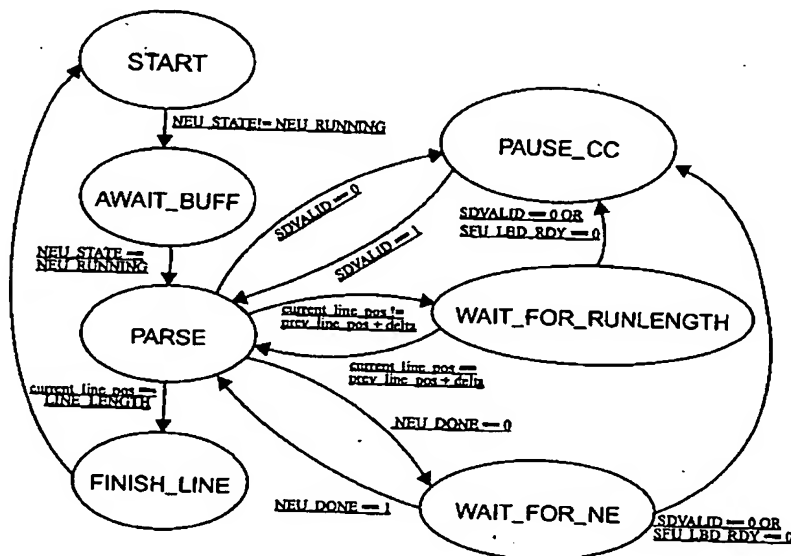 START
NEU_STATE!= NEU_RUNNING
PAUSE_CC
AWAIT_BUFF
SDVALID == 0
SDVALID == 1
SDVALID == 0 OR
SFU_LBD_RDY == 0
NEU_STATE ==
NEU_RUNNING
PARSE
current_line_pos !=
prev_line_pos + delta
WAIT_FOR_RUNLENGTH
current_line_pos ==
prev_line_pos + delta
current_line_pos ==
LINE_LENGTH
NEU_DONE == 0
FINISH_LINE
NEU_DONE == 1
WAIT_FOR_NE
SDVALID == 0 OR
SFU_LBD_RDY == 0